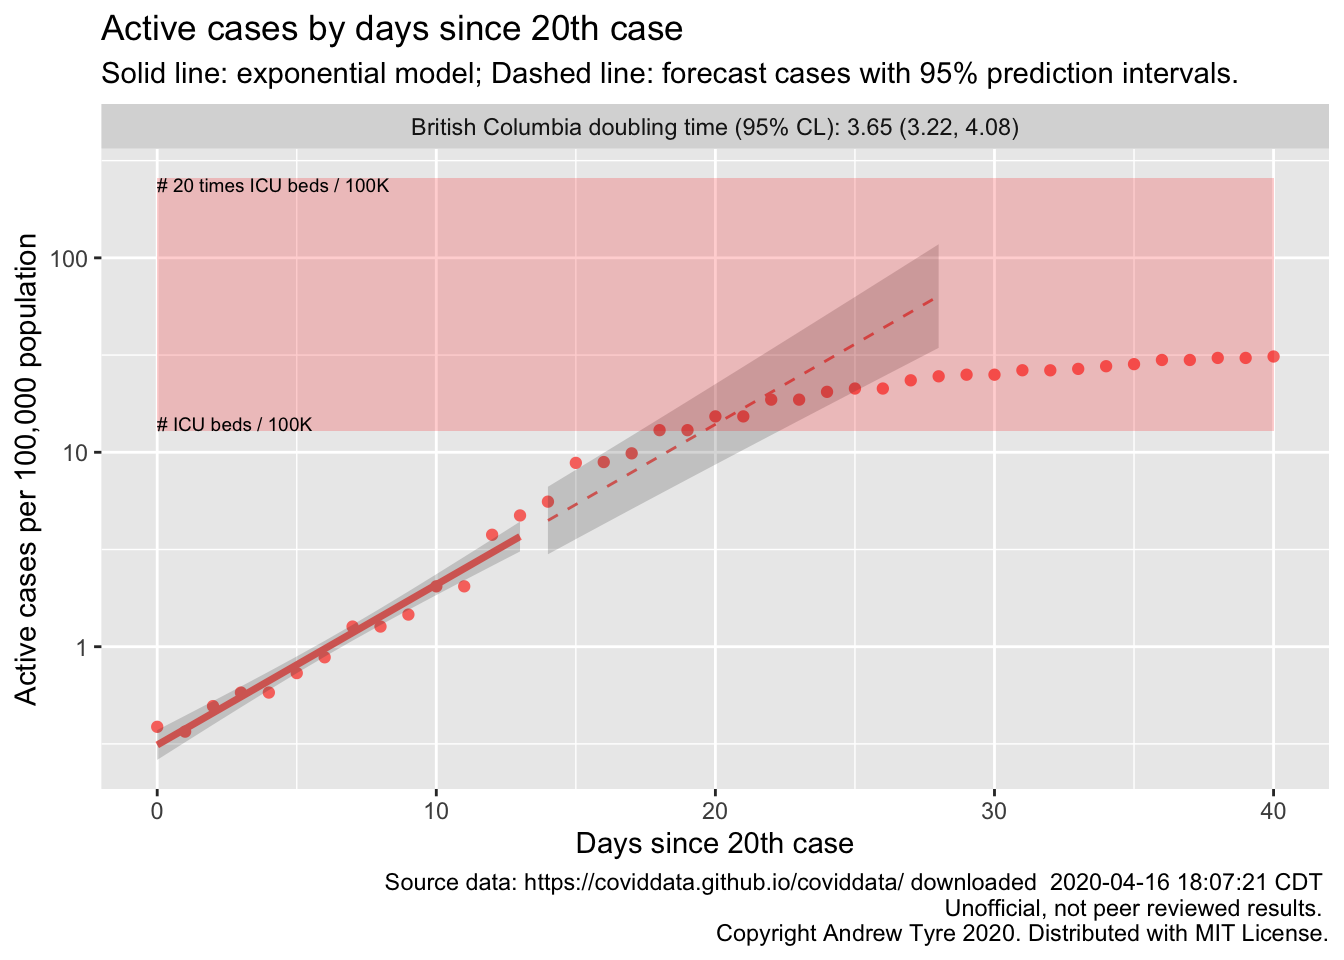 Active cases by days since 20th case
Solid line: exponential model; Dashed line: forecast cases with 95% prediction intervals.
British Columbia doubling time (95% CL): 3.65 (3.22, 4.08)
# 20 times ICU beds / 100K
# ICU beds / 100K
Active cases per 100,000 population
100
10
1
0 10 20 30 40
Days since 20th case
Source data: https://coviddata.github.io/coviddata/ downloaded  2020-04-16 18:07:21 CDT
Unofficial, not peer reviewed results.
Copyright Andrew Tyre 2020. Distributed with MIT License.